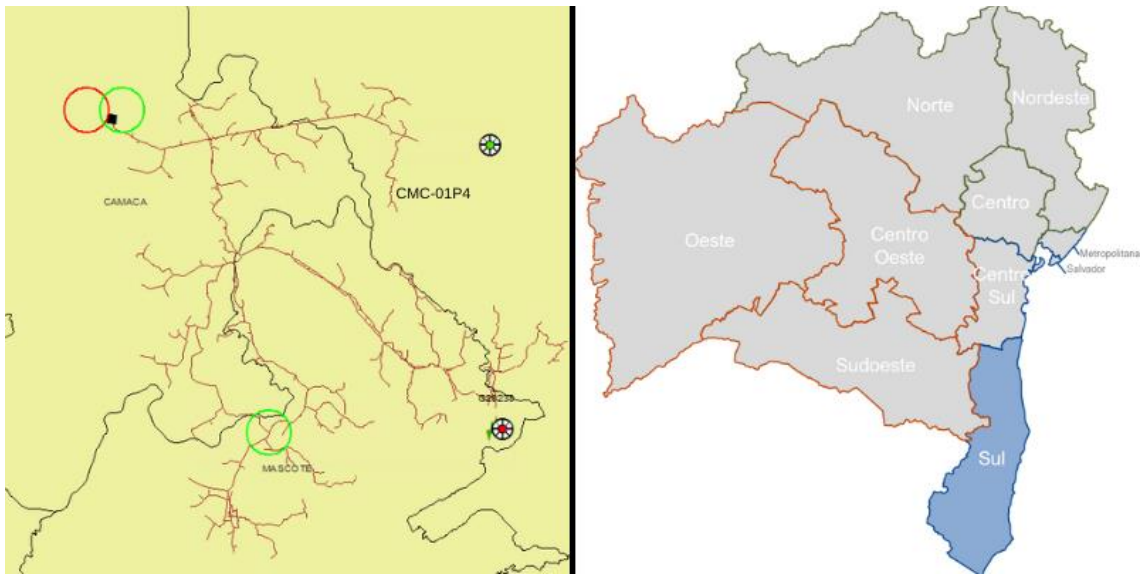 CAMACA
CMC-01P4
MASCOTE
Norte
Nordeste
Centro
Oeste
Centro
Oeste
Metropolitana
Salvador
Centro
Sul
Sudoeste
Sul